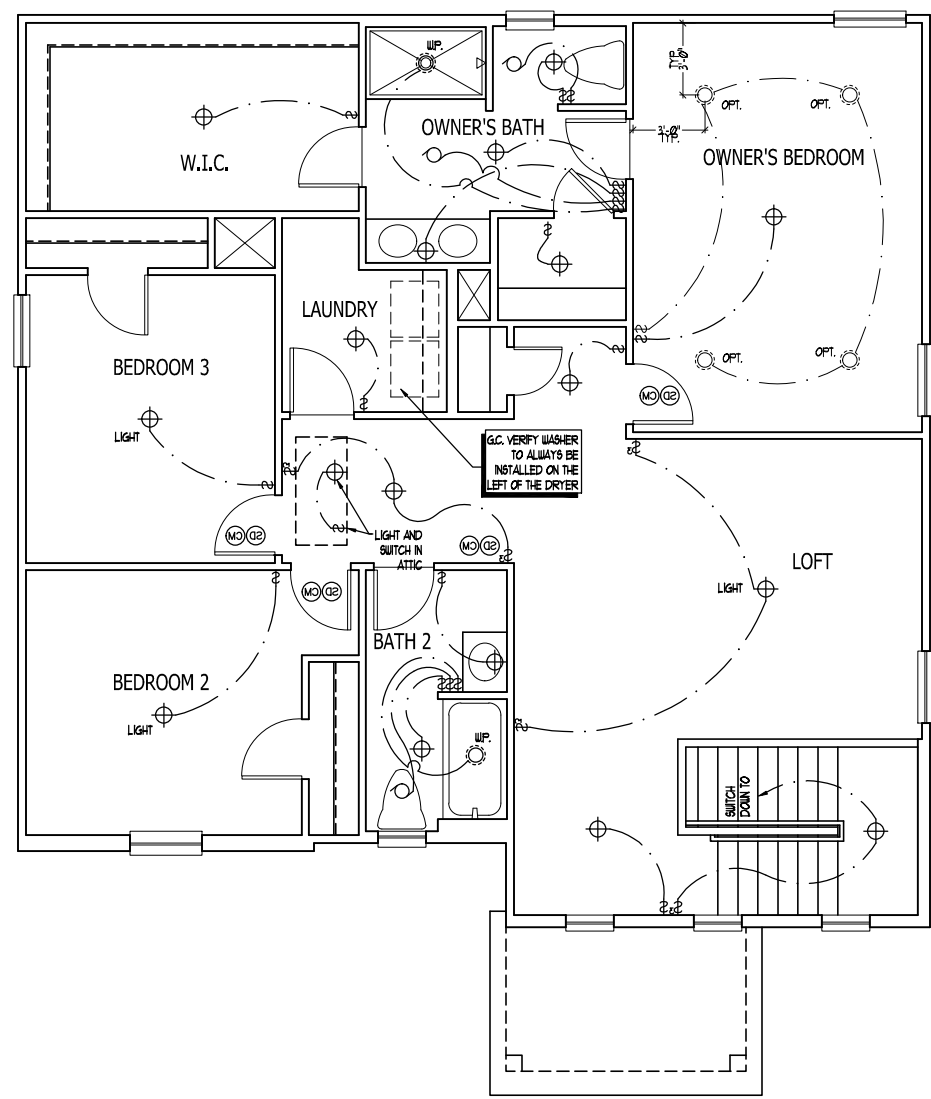 W.P.
3'-0"
TYP.
OPT.
OPT.
OWNER'S BATH
3'-0"
TYP.
OWNER'S BEDROOM
W.I.C.
LAUNDRY
BEDROOM 3
OPT.
OPT.
CM SD
LIGHT
G.C. VERIFY WASHER
TO ALWAYS BE
INSTALLED ON THE
LEFT OF THE DRYER
CM SD
LIGHT AND
SWITCH IN
ATTIC
CM SD
LOFT
CM SD
LIGHT
BATH 2
BEDROOM 2
LIGHT
W.P.
SWITCH
DOWN TO